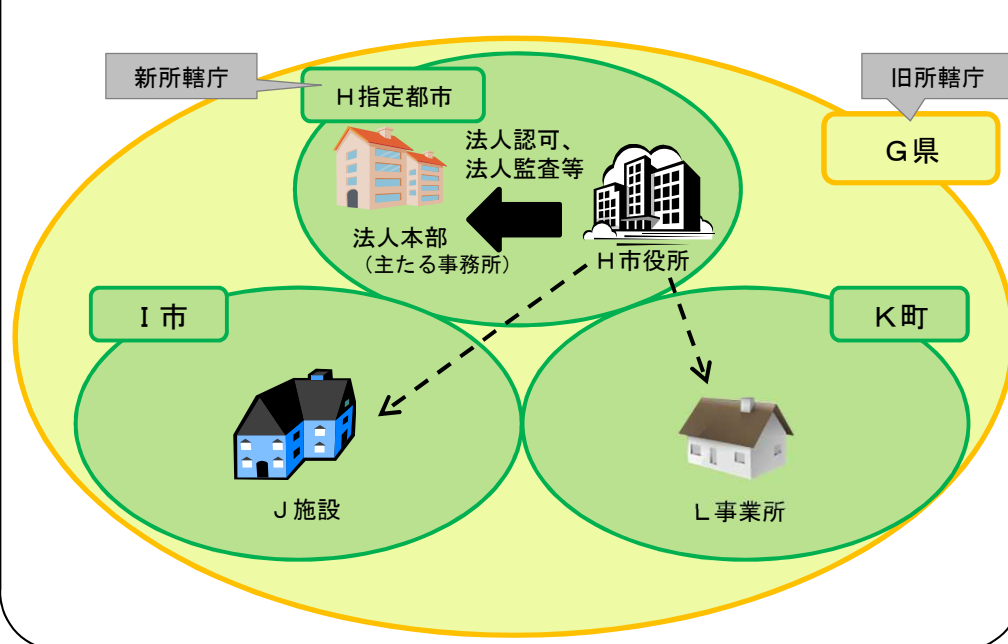 新所轄庁
旧所轄庁
H指定都市
G県
法人認可、
法人監査等
法人本部
（主たる事務所）
H市役所
I市
K町
J施設
L事業所